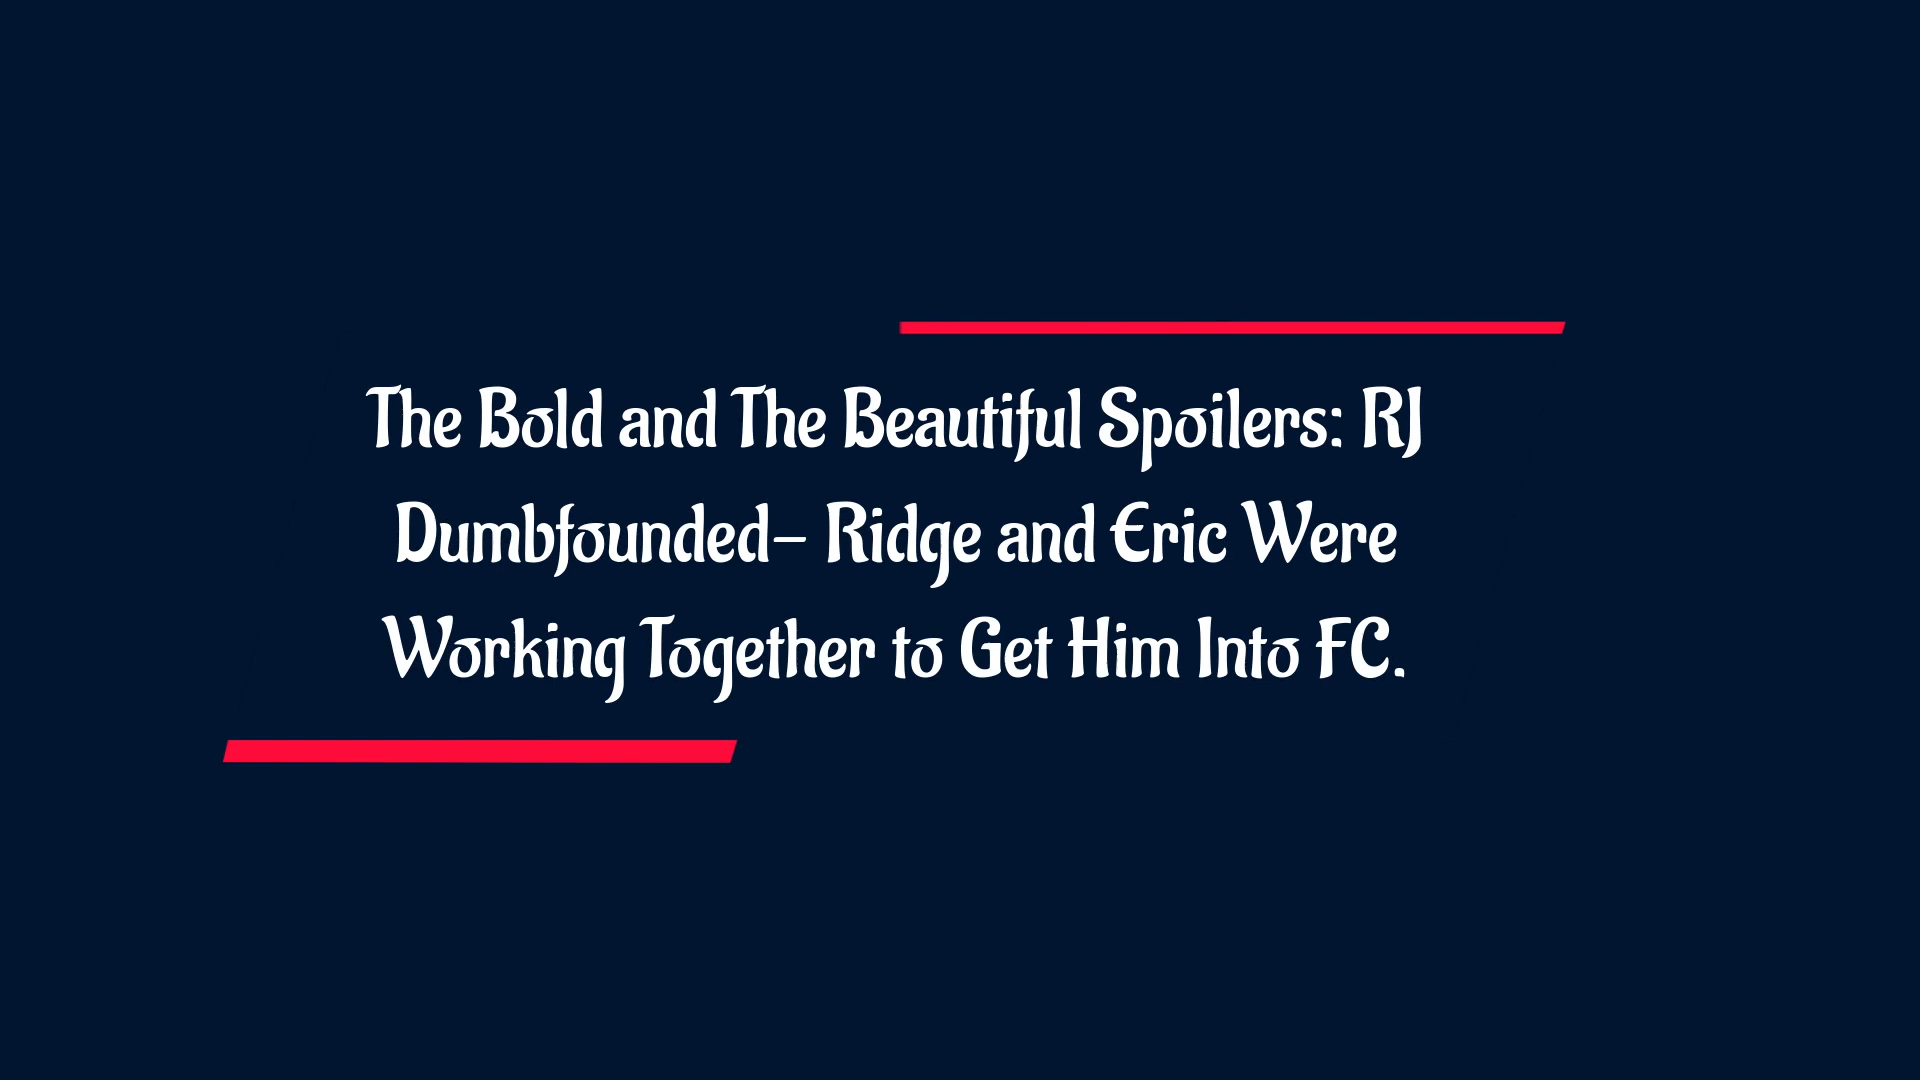 The Bold and The Beautiful Spoilers: RJ
Dumbfounded– Ridge and Eric Were
Working Together to Get Him Into FC.